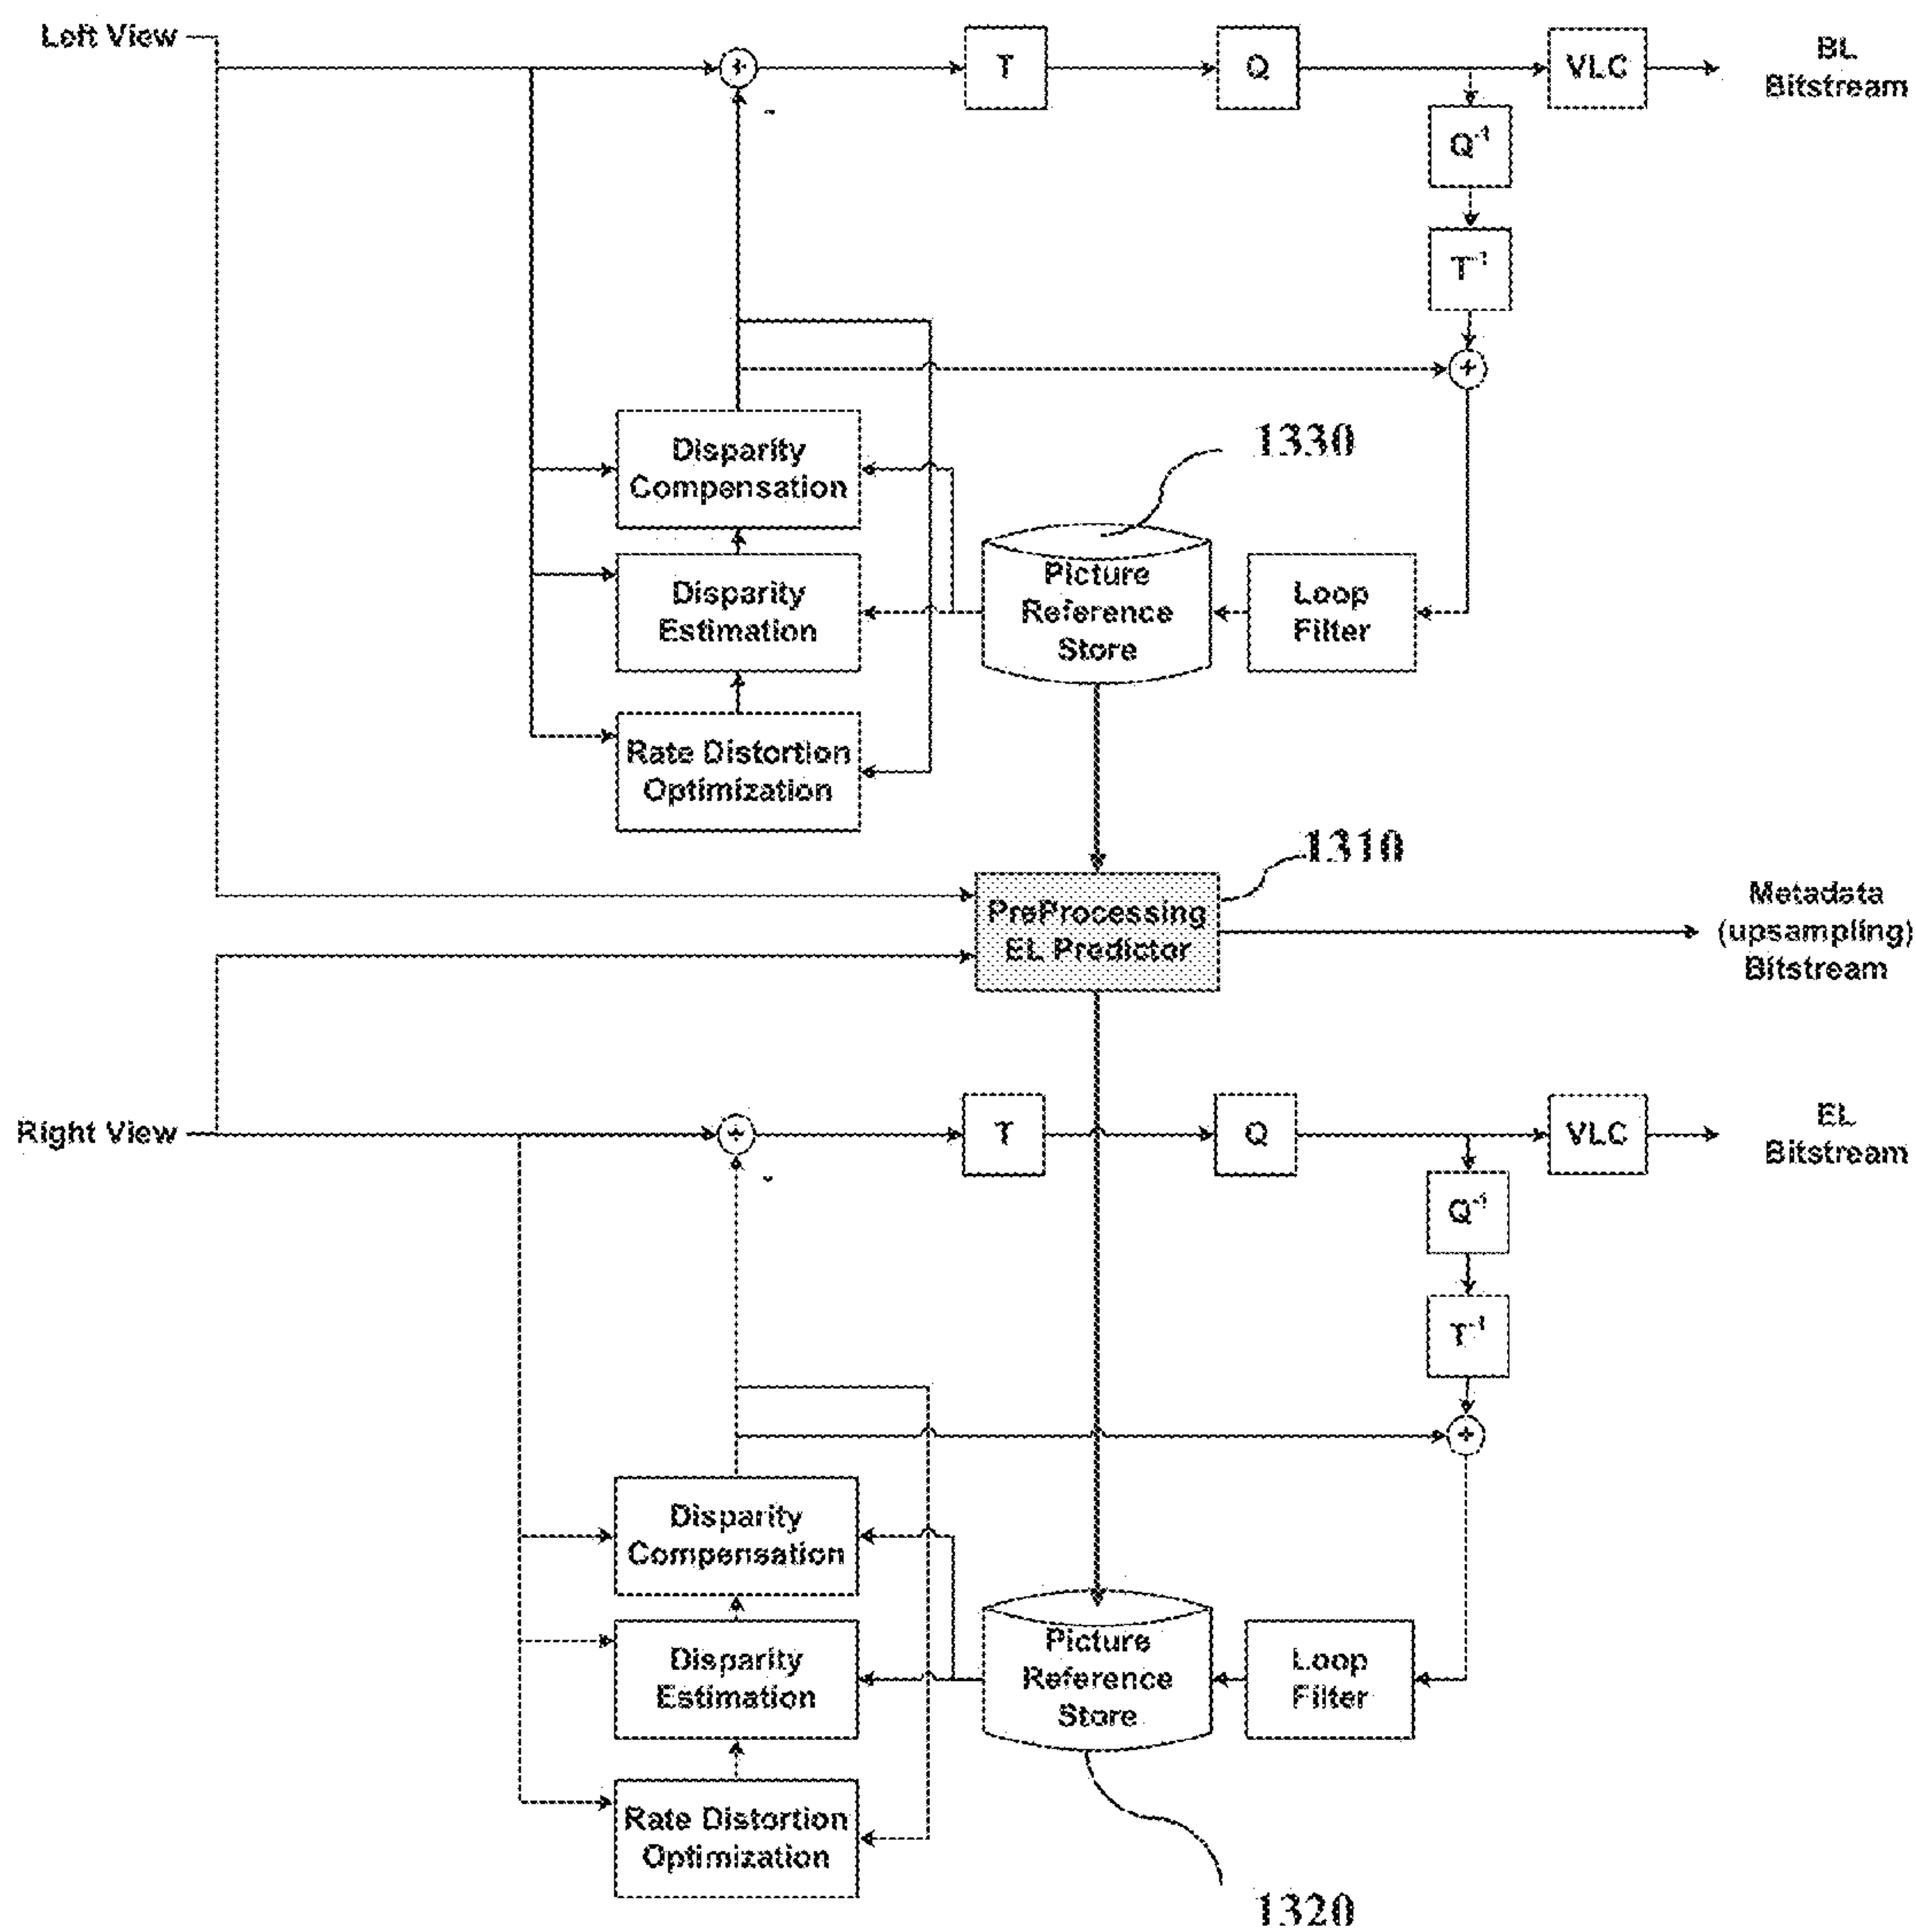 Left View
+
-
T
Q
VLC
BL
Bitstream
Q-1
T-1
+
1330
Disparity
Compensation
Disparity
Estimation
Picture
Reference
Store
Loop
Filter
Rate Distortion
Optimization
1310
PreProcessing
EL Predictor
Metadata
(upsampling)
Bitstream
Right View
+
-
T
Q
VLC
EL
Bitstream
Q-1
T-1
+
Disparity
Compensation
Disparity
Estimation
Picture
Reference
Store
Loop
Filter
Rate Distortion
Optimization
1320